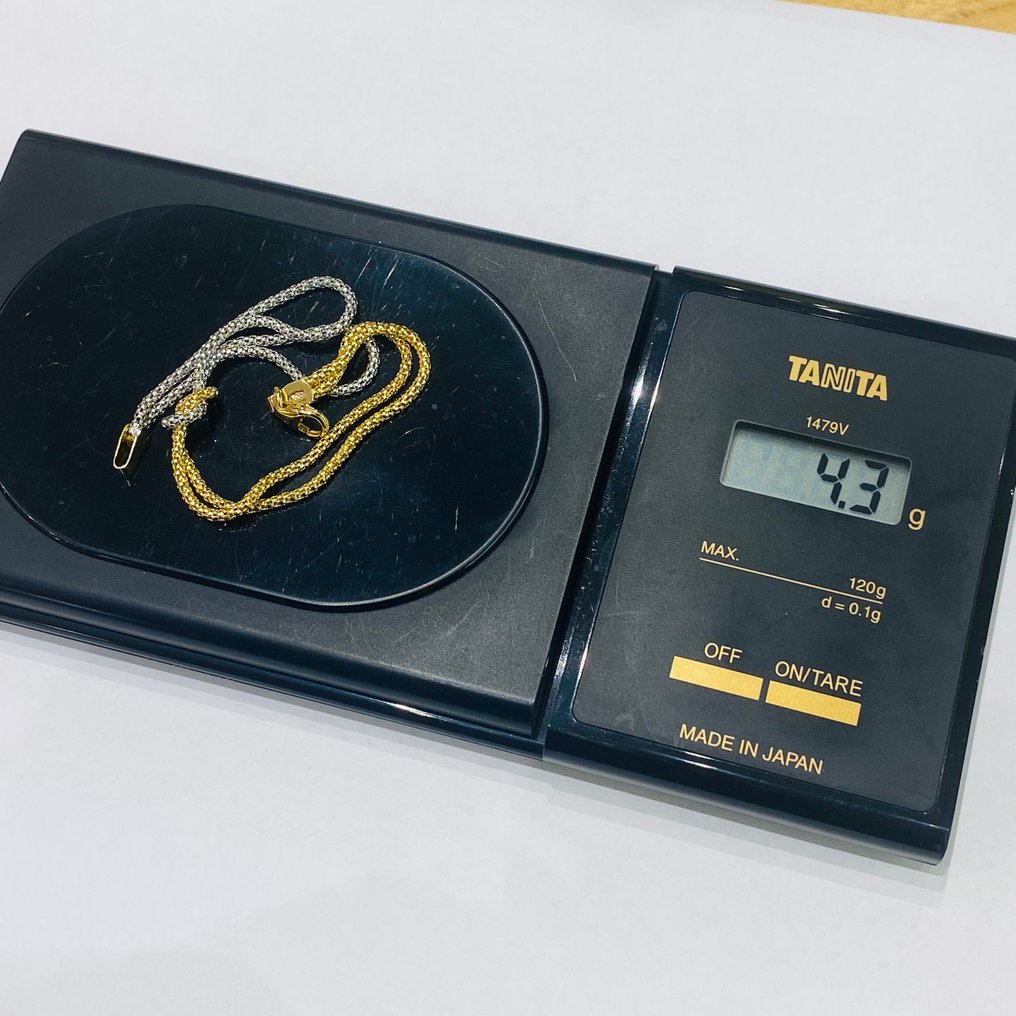 TANITA
1479V
4.3 g
MAX.
120g
d = 0.1g
OFF
ON/TARE
MADE IN JAPAN